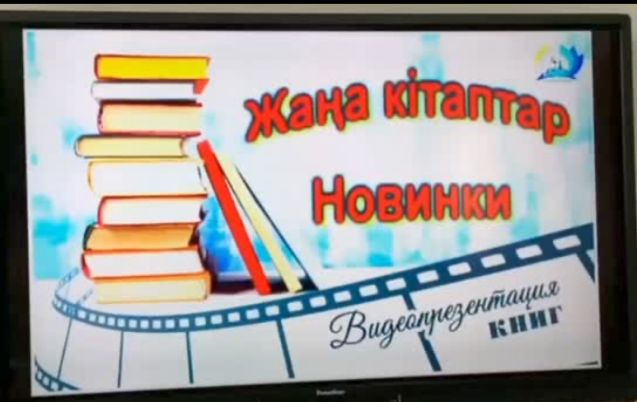 Жаңа кітаптар
Новинки
Видеопрезентация
книг